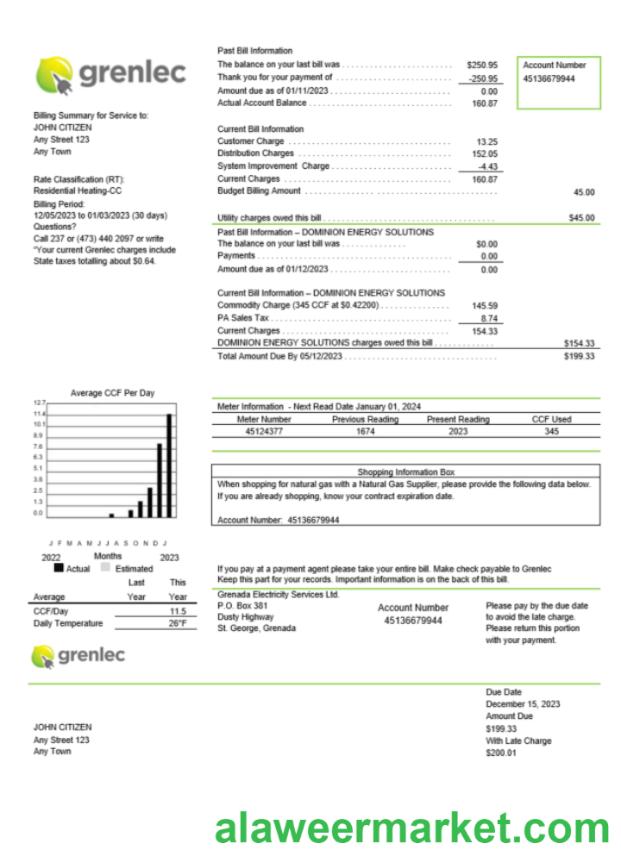 grenlec
Billing Summary for Service to:
JOHN CITIZEN
Any Street 123
Any Town
Rate Classification (RT):
Residential Heating-CC
Billing Period:
12/05/2023 to 01/03/2023 (30 days)
Questions?
Call 237 or (473) 440 2097 or write
"Your current Grenlec charges include
State taxes totalling about $0.64.
Past Bill Information
The balance on your last bill was $250.95
Thank you for your payment of -250.95
Amount due as of 01/11/2023 0.00
Actual Account Balance 160.87
Account Number
45136679944
Current Bill Information
Customer Charge 13.25
Distribution Charges 152.05
System Improvement Charge -4.43
Current Charges 160.87
Budget Billing Amount 45.00
Utility charges owed this bill $45.00
Past Bill Information – DOMINION ENERGY SOLUTIONS
The balance on your last bill was $0.00
Payments 0.00
Amount due as of 01/12/2023 0.00
Current Bill Information – DOMINION ENERGY SOLUTIONS
Commodity Charge (345 CCF at $0.42200) 145.59
PA Sales Tax 8.74
Current Charges 154.33
DOMINION ENERGY SOLUTIONS charges owed this bill $154.33
Total Amount Due By 05/12/2023 $199.33
Average CCF Per Day
12.7
11.4
10.1
8.9
7.6
6.3
5.1
3.8
2.5
1.3
0.0
J F M A M J J A S O N D J
2022 Months 2023
Actual Estimated
Last This
Average Year Year
CCF/Day 11.5
Daily Temperature 26°F
Meter Information - Next Read Date January 01, 2024
Meter Number Previous Reading Present Reading CCF Used
45124377 1674 2023 345
Shopping Information Box
When shopping for natural gas with a Natural Gas Supplier, please provide the following data below.
If you are already shopping, know your contract expiration date.
Account Number: 45136679944
If you pay at a payment agent please take your entire bill. Make check payable to Grenlec
Keep this part for your records. Important information is on the back of this bill.
Grenada Electricity Services Ltd.
P.O. Box 381
Dusty Highway
St. George, Grenada
Account Number
45136679944
Please pay by the due date
to avoid the late charge.
Please return this portion
with your payment.
grenlec
Due Date
December 15, 2023
Amount Due
$199.33
With Late Charge
$200.01
JOHN CITIZEN
Any Street 123
Any Town
alaweermarket.com